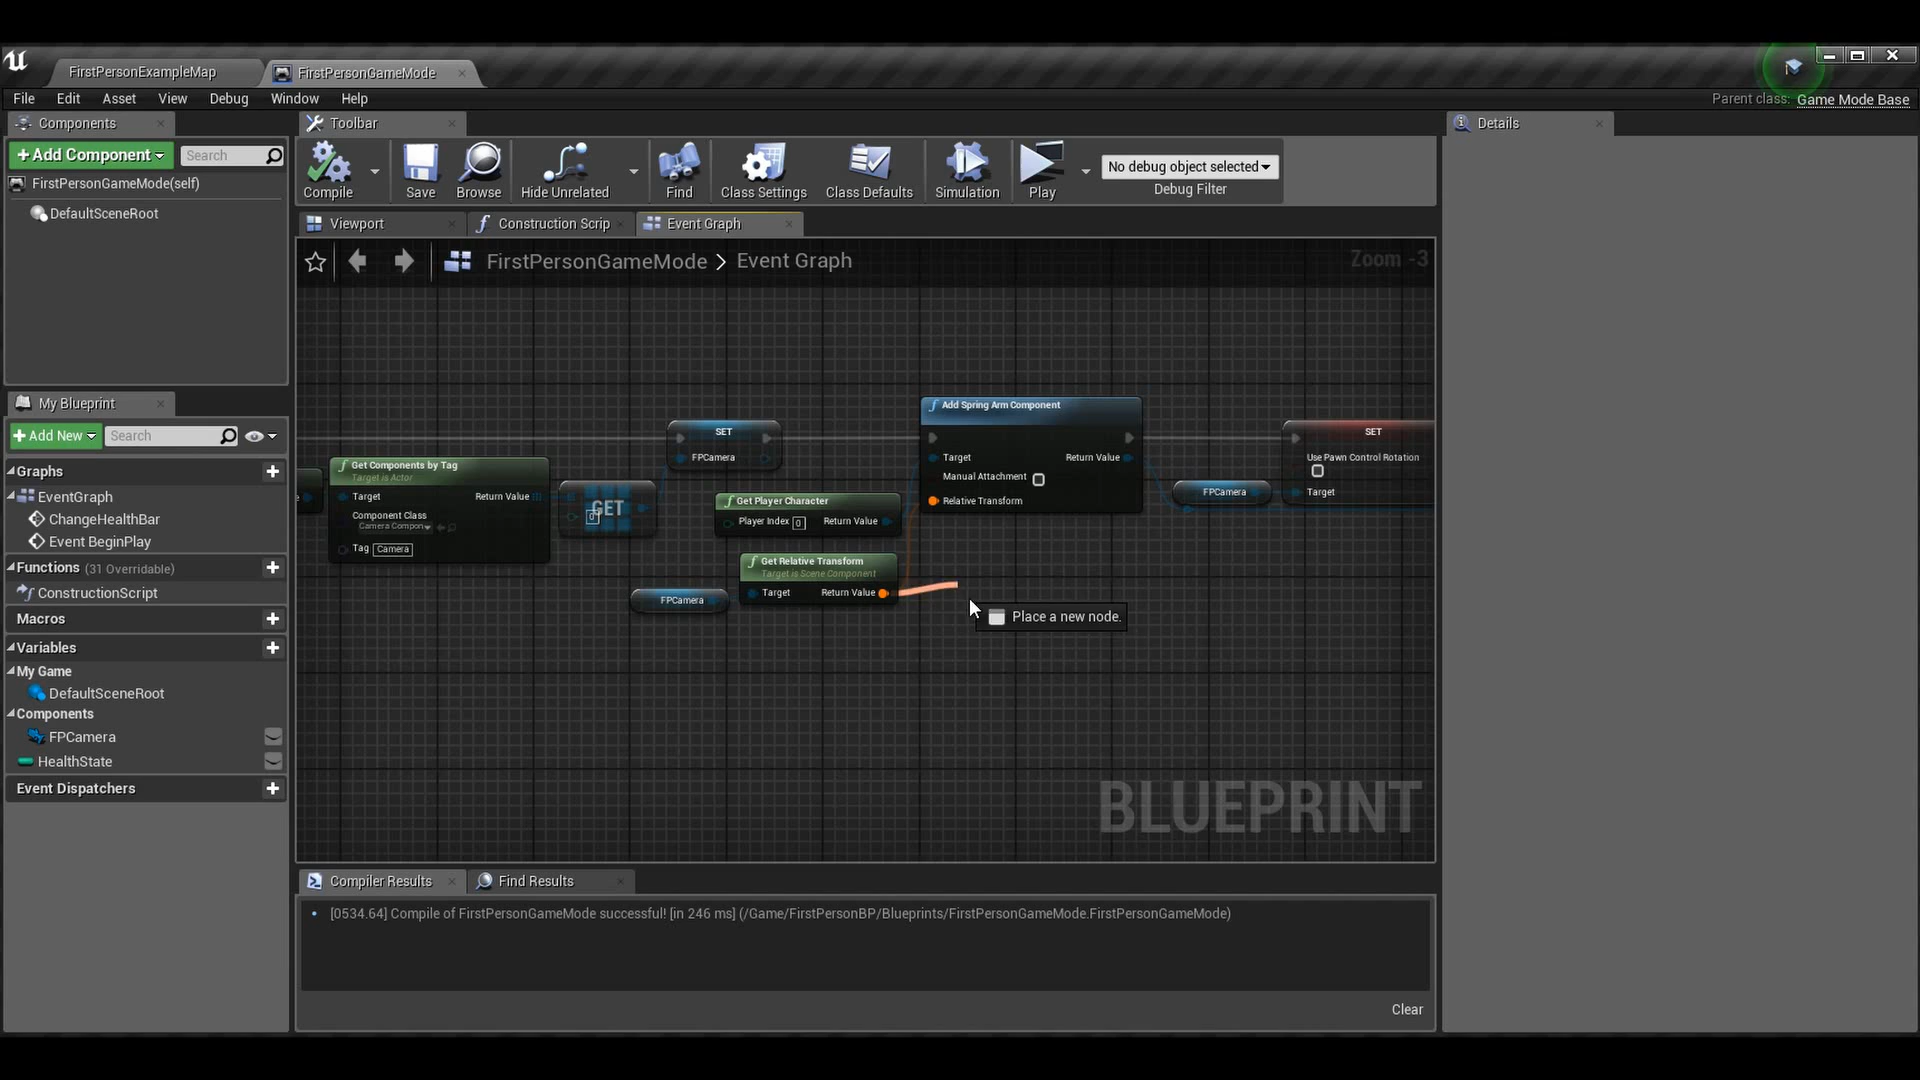 FirstPersonExampleMap
FirstPersonGameMode
File Edit Asset View Debug Window Help
Parent class: Game Mode Base
Components
Toolbar
Details
Add Component
Search
FirstPersonGameMode(self)
DefaultSceneRoot
Compile
Save
Browse
Hide Unrelated
Find
Class Settings
Class Defaults
Simulation
Play
No debug object selected
Debug Filter
Viewport
Construction Scrip
Event Graph
FirstPersonGameMode > Event Graph
Zoom -3
My Blueprint
Add New
Search
Graphs
EventGraph
ChangeHealthBar
Event BeginPlay
Functions (31 Overridable)
ConstructionScript
Macros
Variables
My Game
DefaultSceneRoot
Components
FPCamera
HealthState
Event Dispatchers
Get Components by Tag
Target is Actor
Target
Return Value
Component Class
Camera Compon
Tag Camera
GET
0
SET
FPCamera
Get Player Character
Player Index 0
Return Value
FPCamera
Get Relative Transform
Target is Scene Component
Target
Return Value
Add Spring Arm Component
Target
Return Value
Manual Attachment
Relative Transform
FPCamera
SET
Use Pawn Control Rotation
Target
Place a new node.
BLUEPRINT
Compiler Results
Find Results
[0534.64] Compile of FirstPersonGameMode successful! [in 246 ms] (/Game/FirstPersonBP/Blueprints/FirstPersonGameMode.FirstPersonGameMode)
Clear